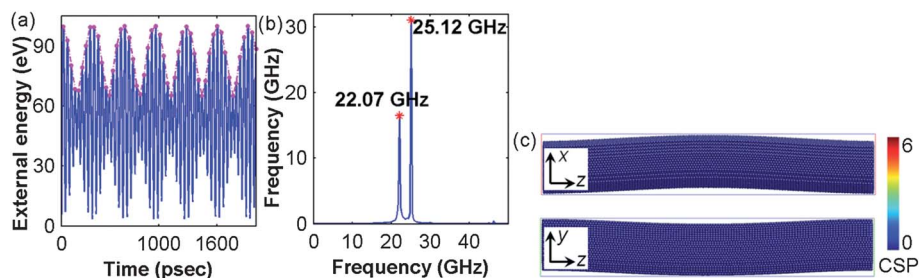 (a)
External energy (eV)
90
60
30
0
0
1000
1600
Time (psec)
(b)
Frequency (GHz)
30
20
10
0
25.12 GHz
22.07 GHz
0
10
20
30
40
Frequency (GHz)
(c)
x
z
y
z
6
0
CSP